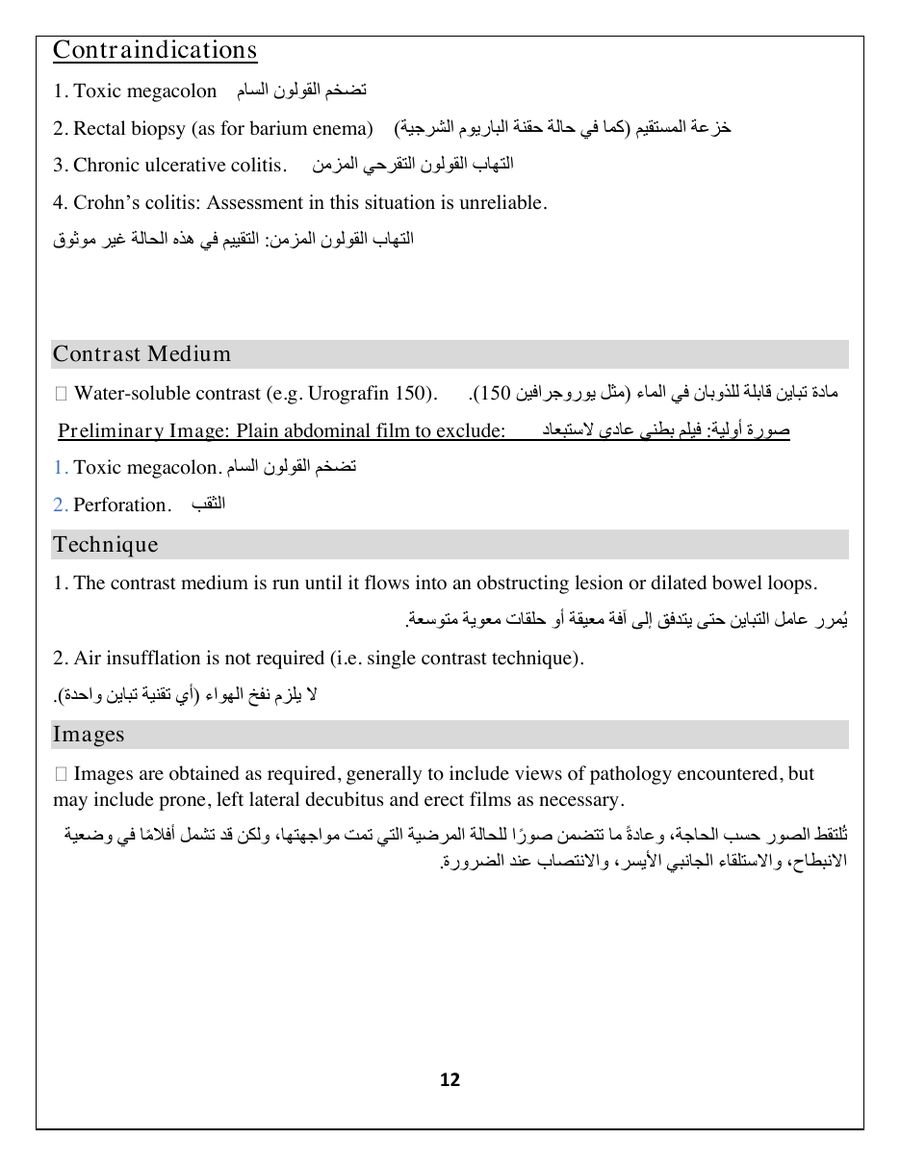 Contraindications
1. Toxic megacolon تضخم القولون السام
2. Rectal biopsy (as for barium enema) خزعة المستقيم (كما في حالة حقنة الباريوم الشرجية)
3. Chronic ulcerative colitis. التهاب القولون التقرحي المزمن
4. Crohn’s colitis: Assessment in this situation is unreliable.
التهاب القولون المزمن: التقييم في هذه الحالة غير موثوق
Contrast Medium
□ Water-soluble contrast (e.g. Urografin 150). مادة تباين قابلة للذوبان في الماء (مثل يوروجرافين 150).
Preliminary Image: Plain abdominal film to exclude: صورة أولية: فيلم بطني عادي لاستبعاد
1. Toxic megacolon. تضخم القولون السام
2. Perforation. الثقب
Technique
1. The contrast medium is run until it flows into an obstructing lesion or dilated bowel loops.
يُمرر عامل التباين حتى يتدفق إلى آفة معيقة أو حلقات معوية متوسعة.
2. Air insufflation is not required (i.e. single contrast technique).
لا يلزم نفخ الهواء (أي تقنية تباين واحدة).
Images
□ Images are obtained as required, generally to include views of pathology encountered, but
may include prone, left lateral decubitus and erect films as necessary.
تُلتقط الصور حسب الحاجة، وعادةً ما تتضمن صورًا للحالة المرضية التي تمت مواجهتها، ولكن قد تشمل أفلامًا في وضعية
الانبطاح، والاستلقاء الجانبي الأيسر، والانتصاب عند الضرورة.
12